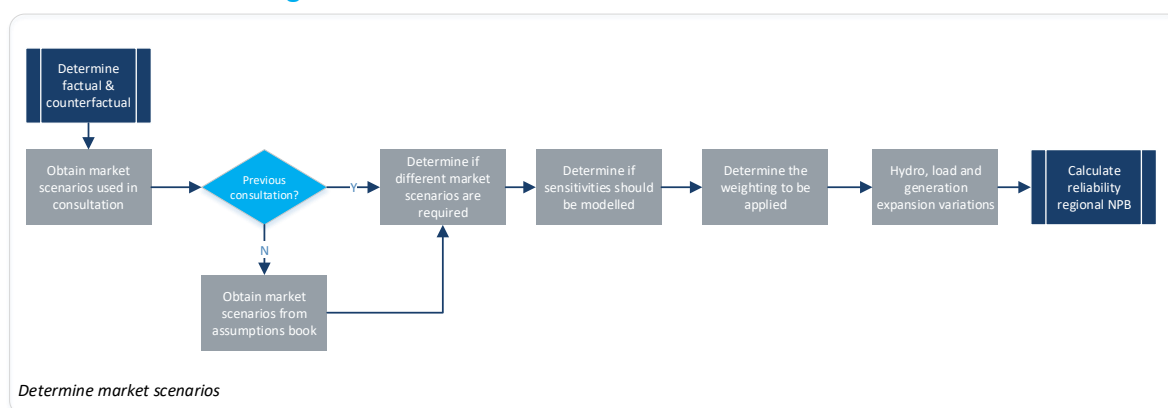 Determine
factual &
counterfactual
Obtain market
scenarios used in
consultation
Previous
consultation?
Y
N
Obtain market
scenarios from
assumptions book
Determine if
different market
scenarios are
required
Determine if
sensitivities should
be modelled
Determine the
weighting to be
applied
Hydro, load and
generation
expansion variations
Calculate
reliability
regional NPB
Determine market scenarios